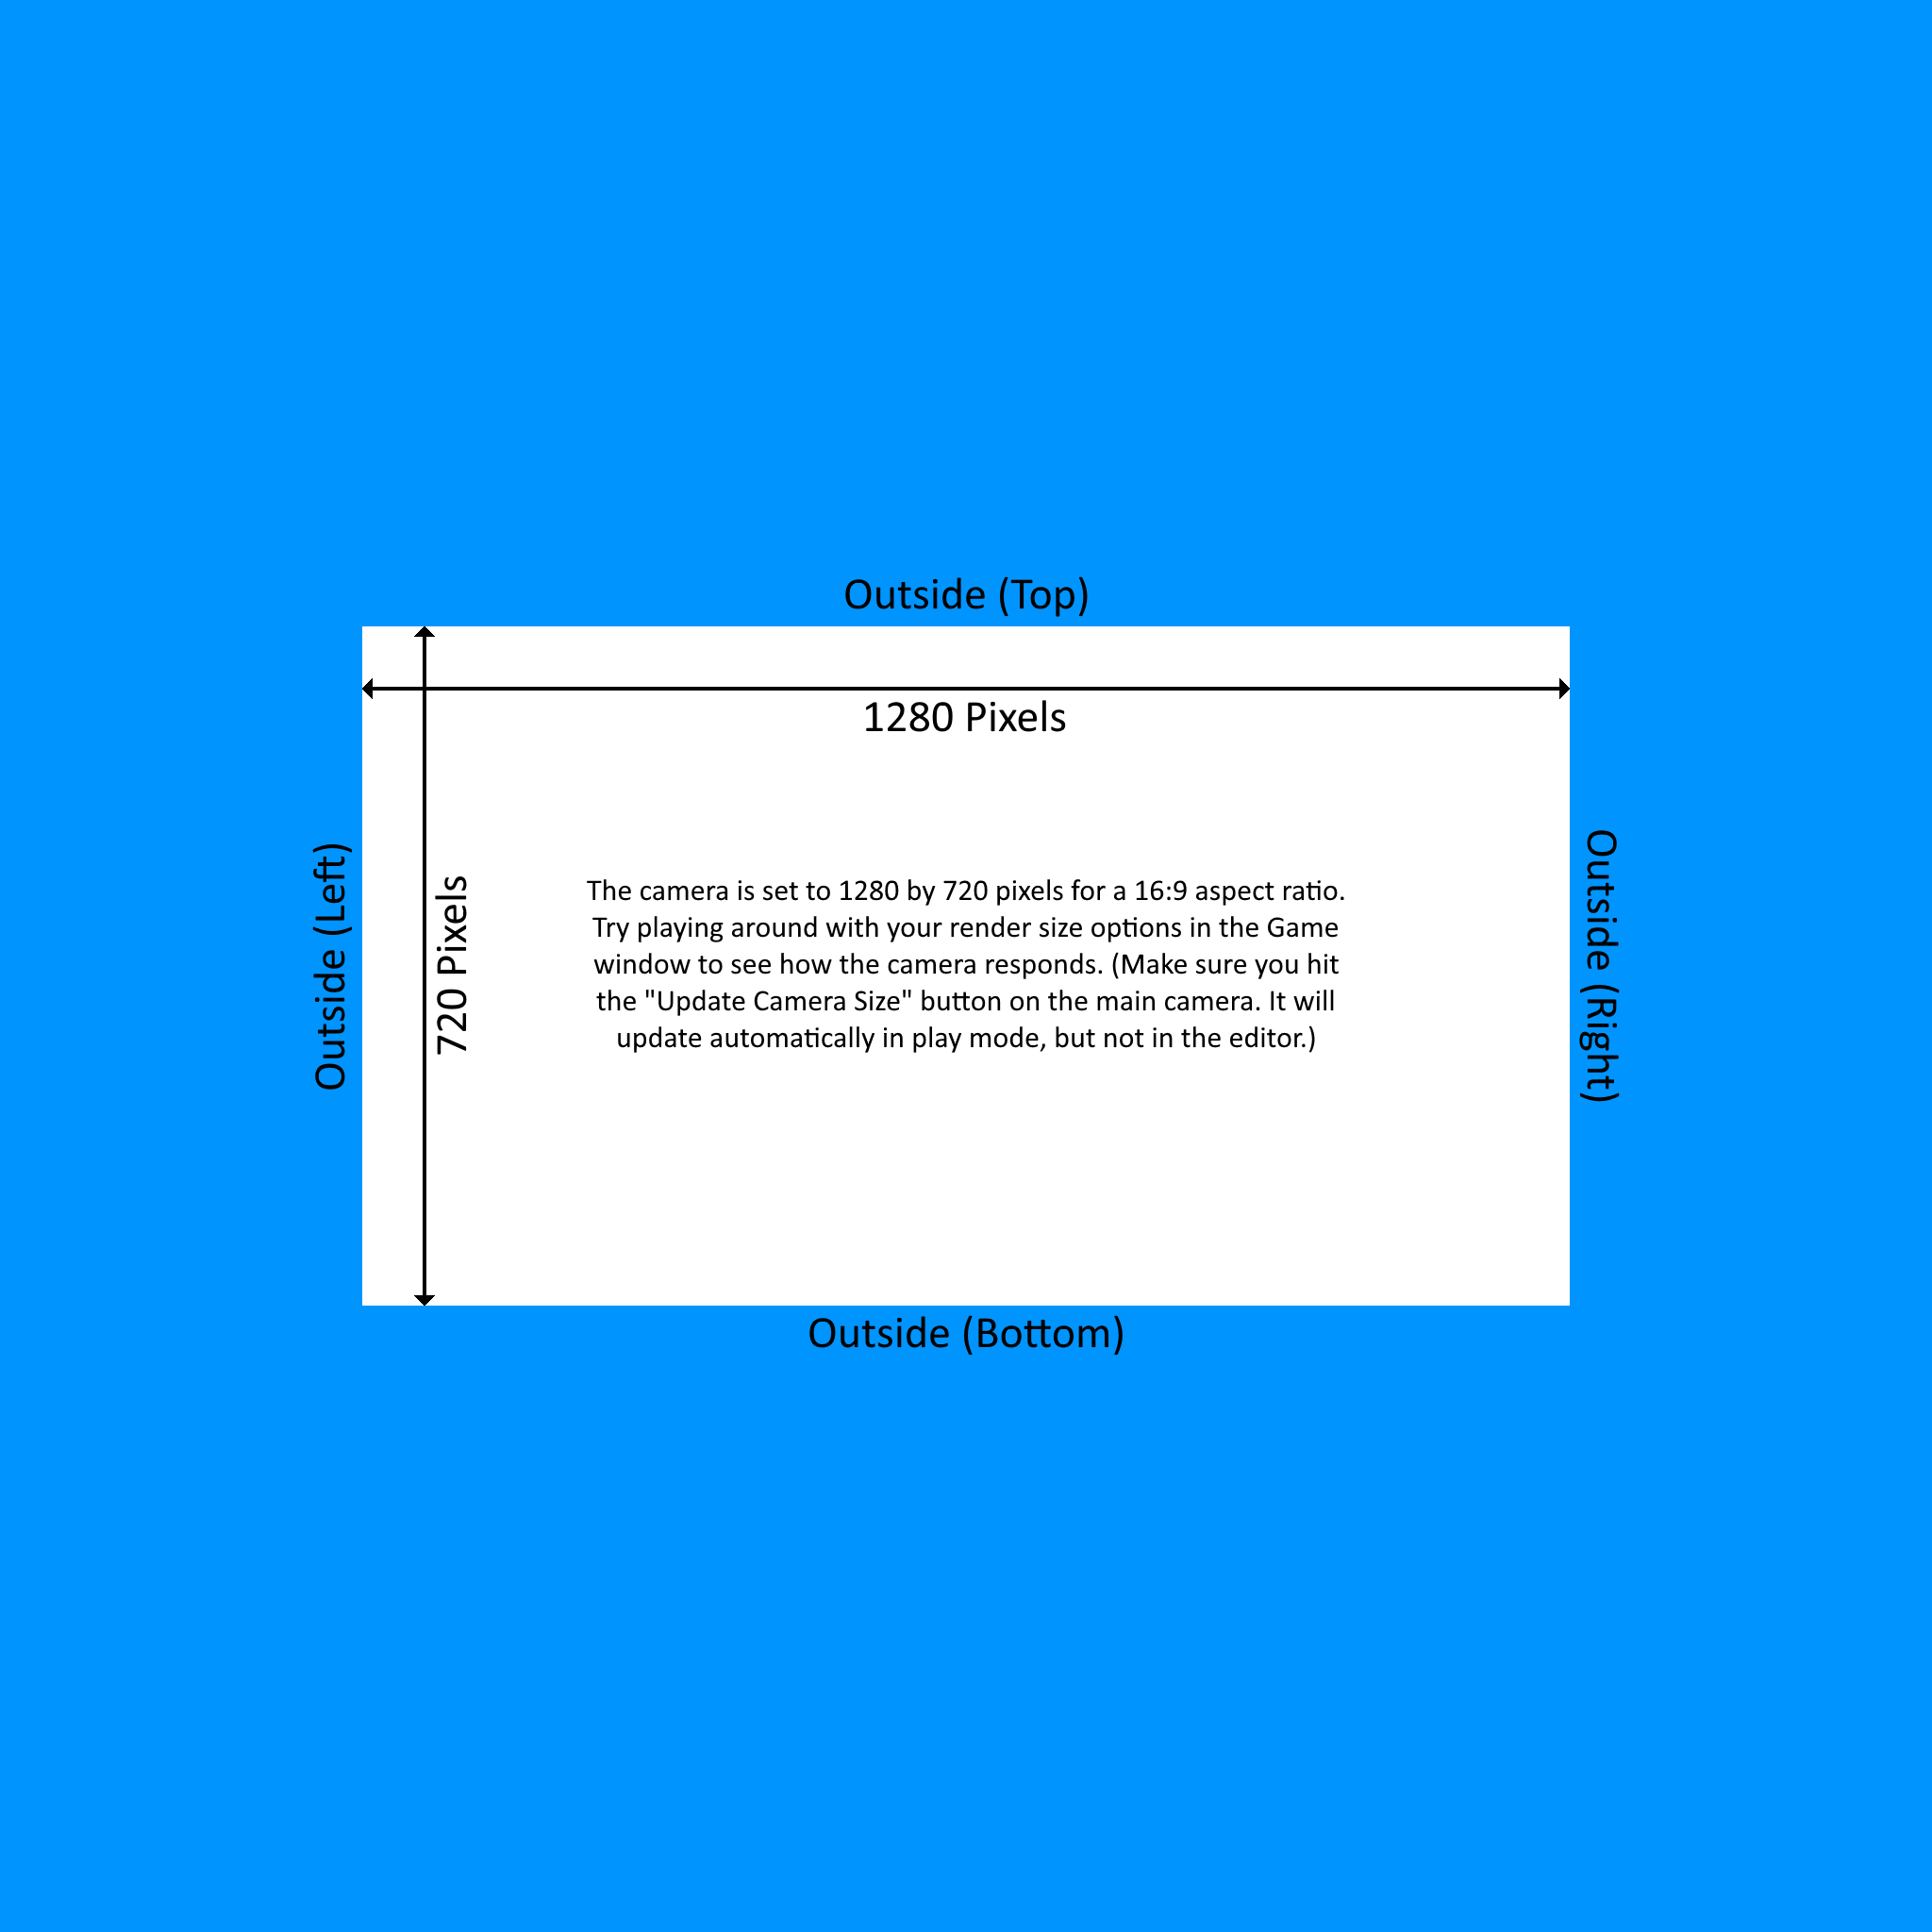 Outside (Top)
1280 Pixels
Outside (Left)
720 Pixels
The camera is set to 1280 by 720 pixels for a 16:9 aspect ratio.
Try playing around with your render size options in the Game
window to see how the camera responds. (Make sure you hit
the "Update Camera Size" button on the main camera. It will
update automatically in play mode, but not in the editor.)
Outside (Right)
Outside (Bottom)